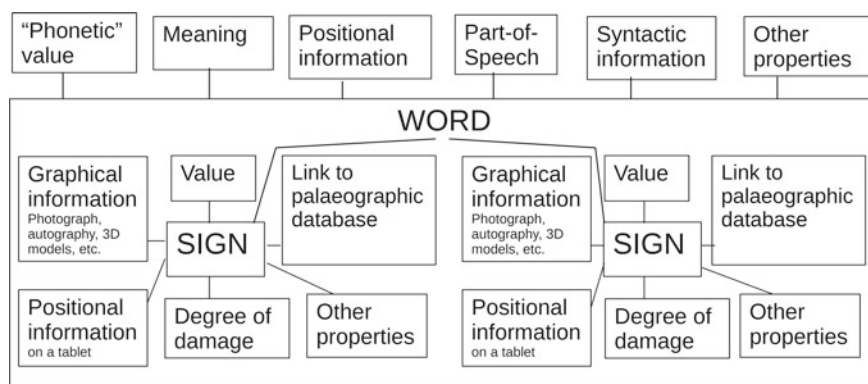 “Phonetic”
value
Meaning
Positional
information
Part-of-
Speech
Syntactic
information
Other
properties
WORD
Graphical
information
Photograph,
autography, 3D
models, etc.
Value
Link to
palaeographic
database
SIGN
Positional
information
on a tablet
Degree of
damage
Other
properties
Graphical
information
Photograph,
autography, 3D
models, etc.
Value
Link to
palaeographic
database
SIGN
Positional
information
on a tablet
Degree of
damage
Other
properties